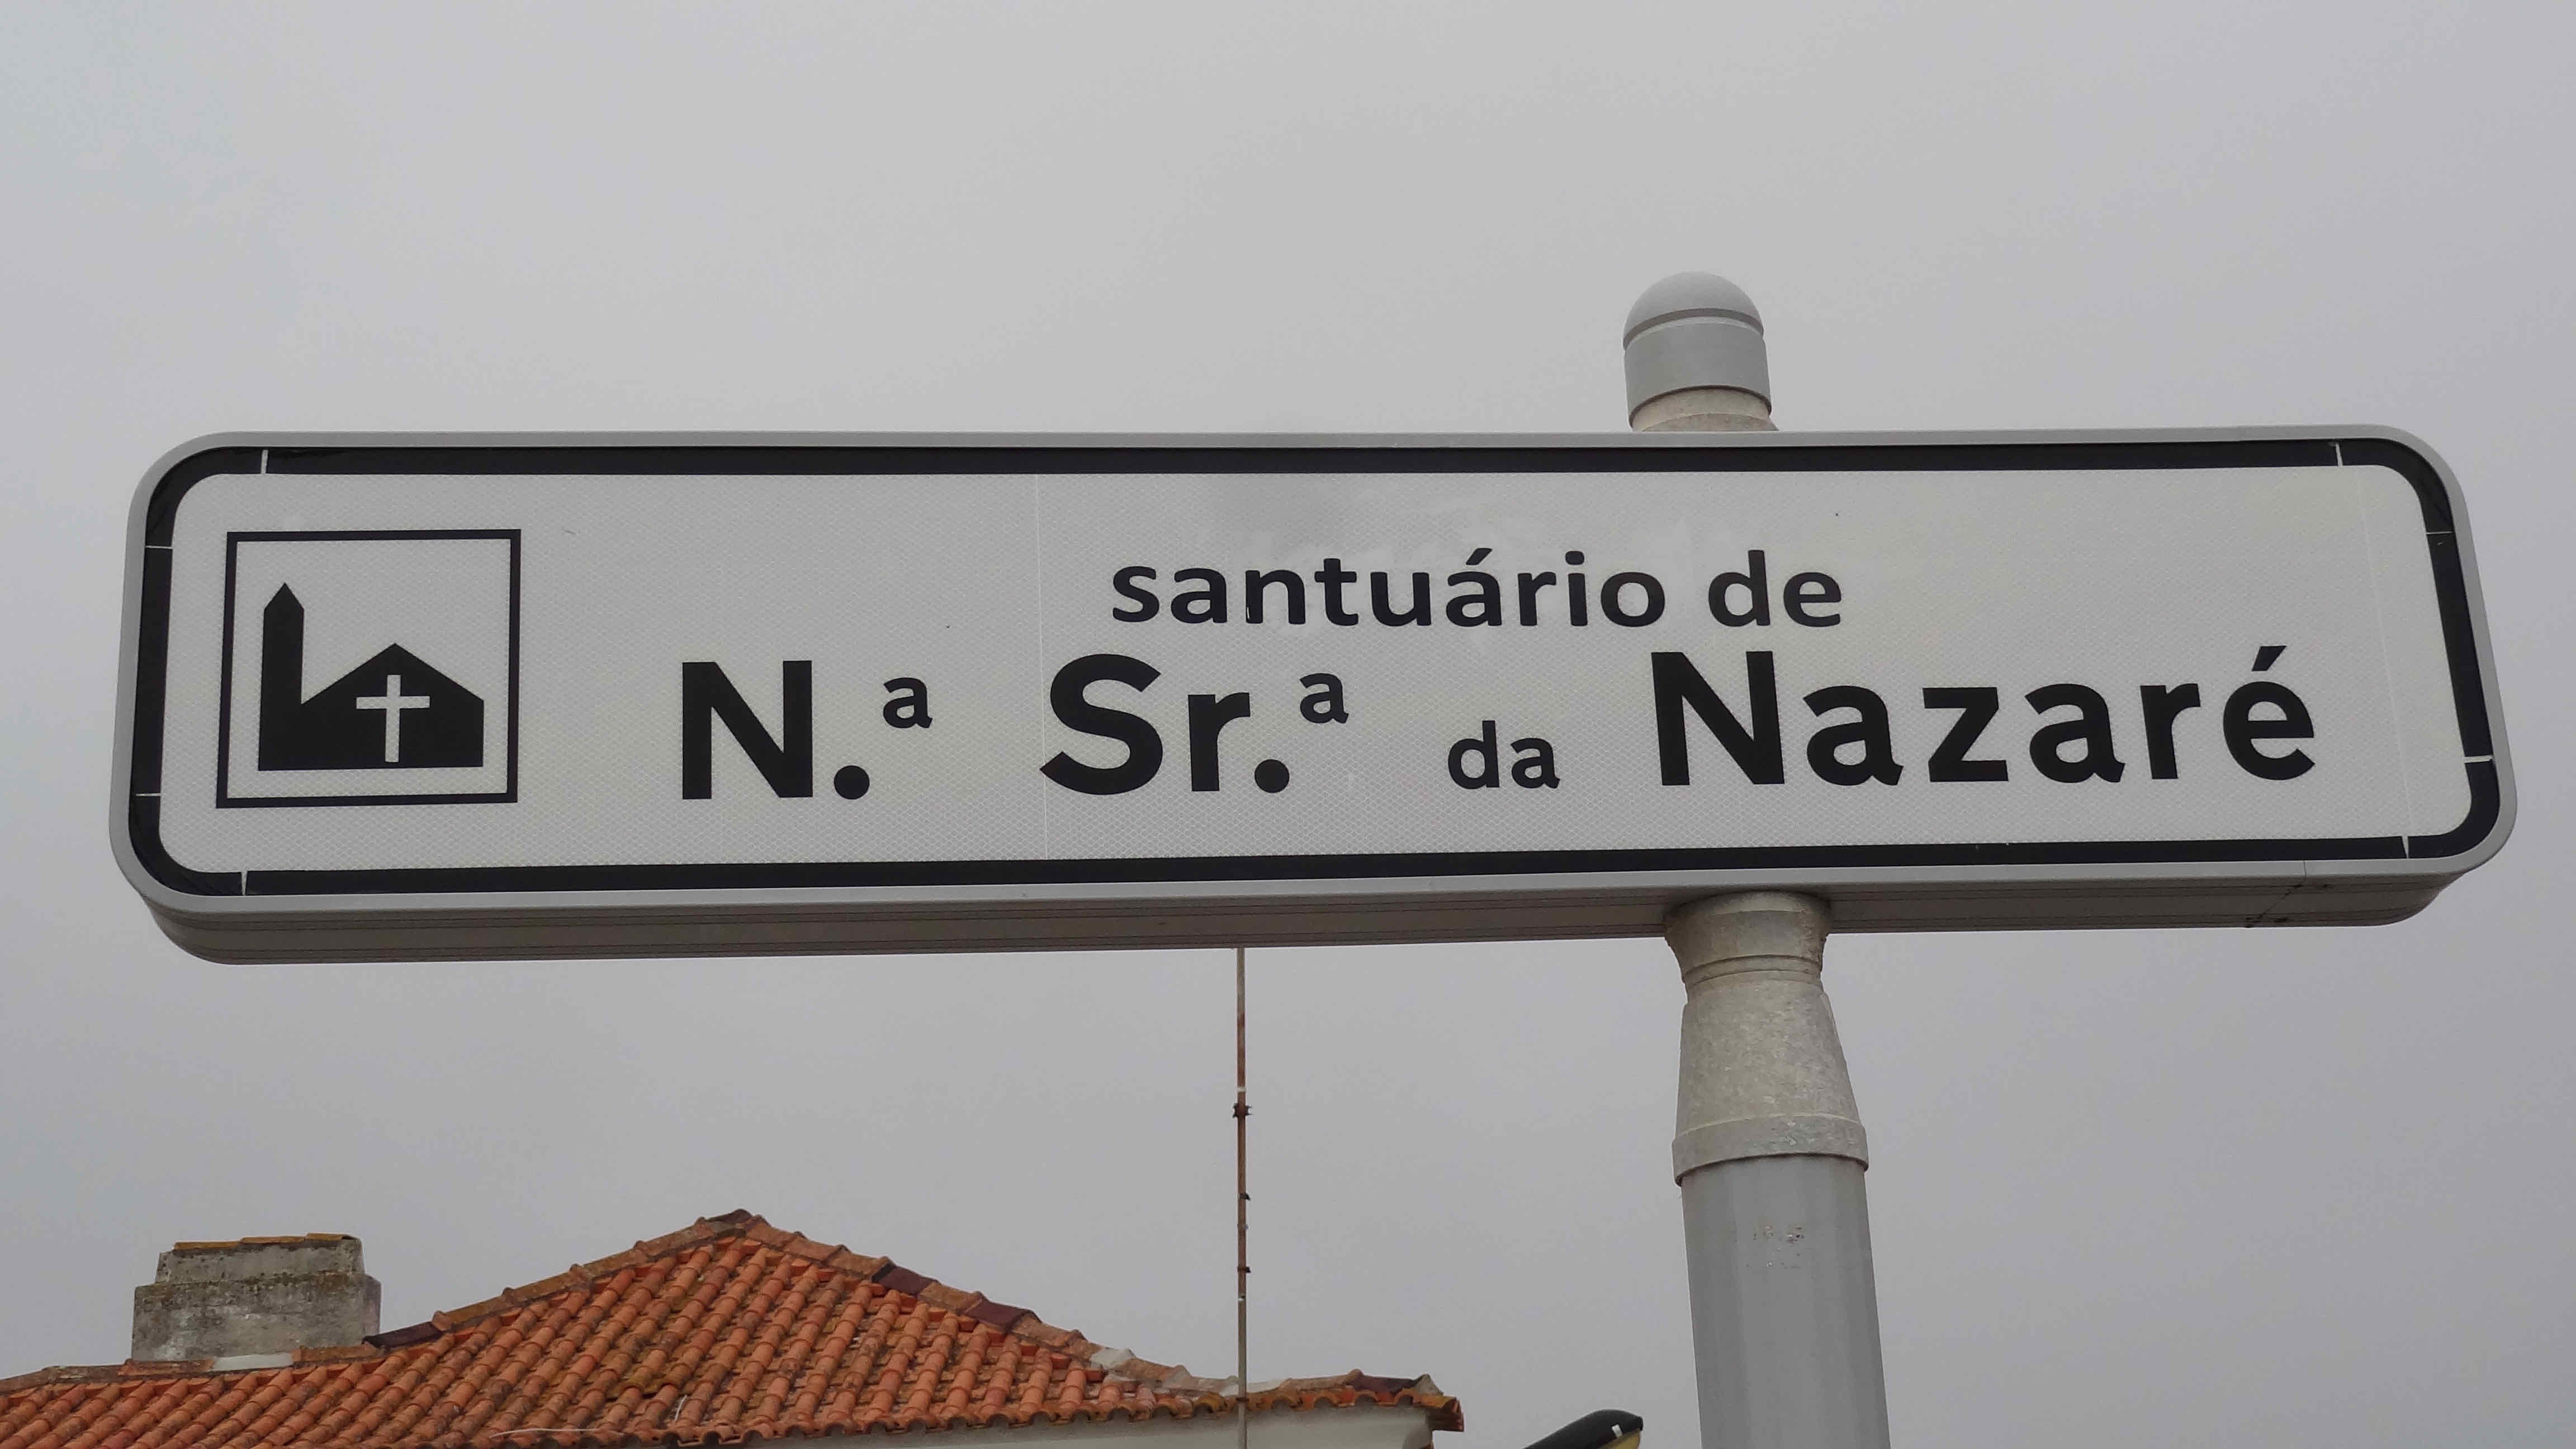 santuário de
N.ª Sr.ª da Nazaré